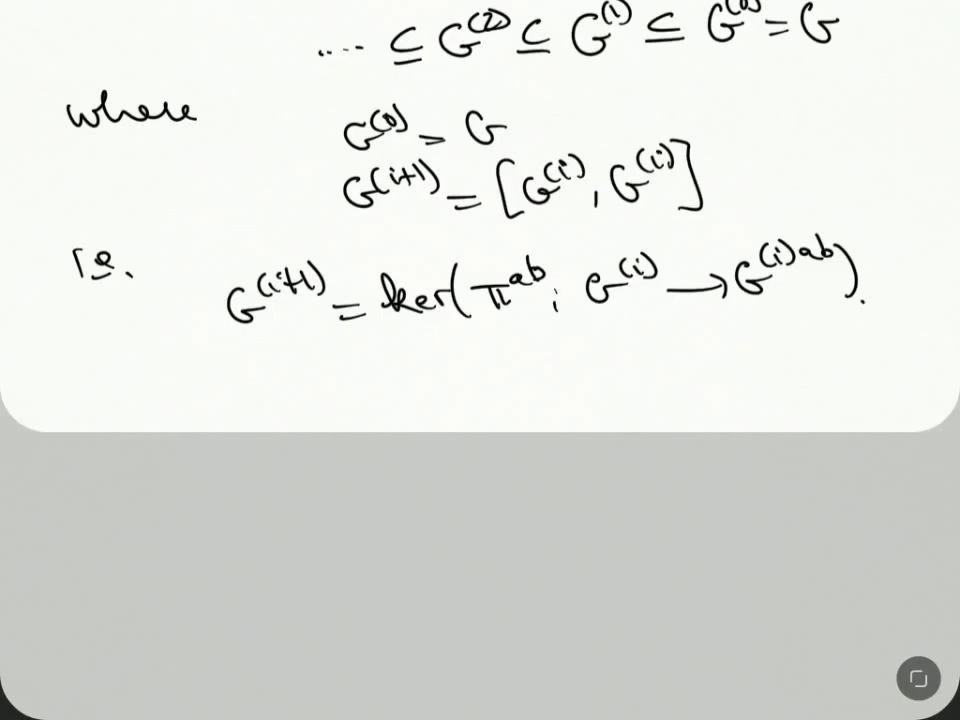 .... ⊆ G^(2) ⊆ G^(1) ⊆ G^(0) = G
where
G^(0) = G
G^(i+1) = [G^(i), G^(i)]
i.e.
G^(i+1) = ker(π^ab: G^(i) ⟶ G^(i)ab).